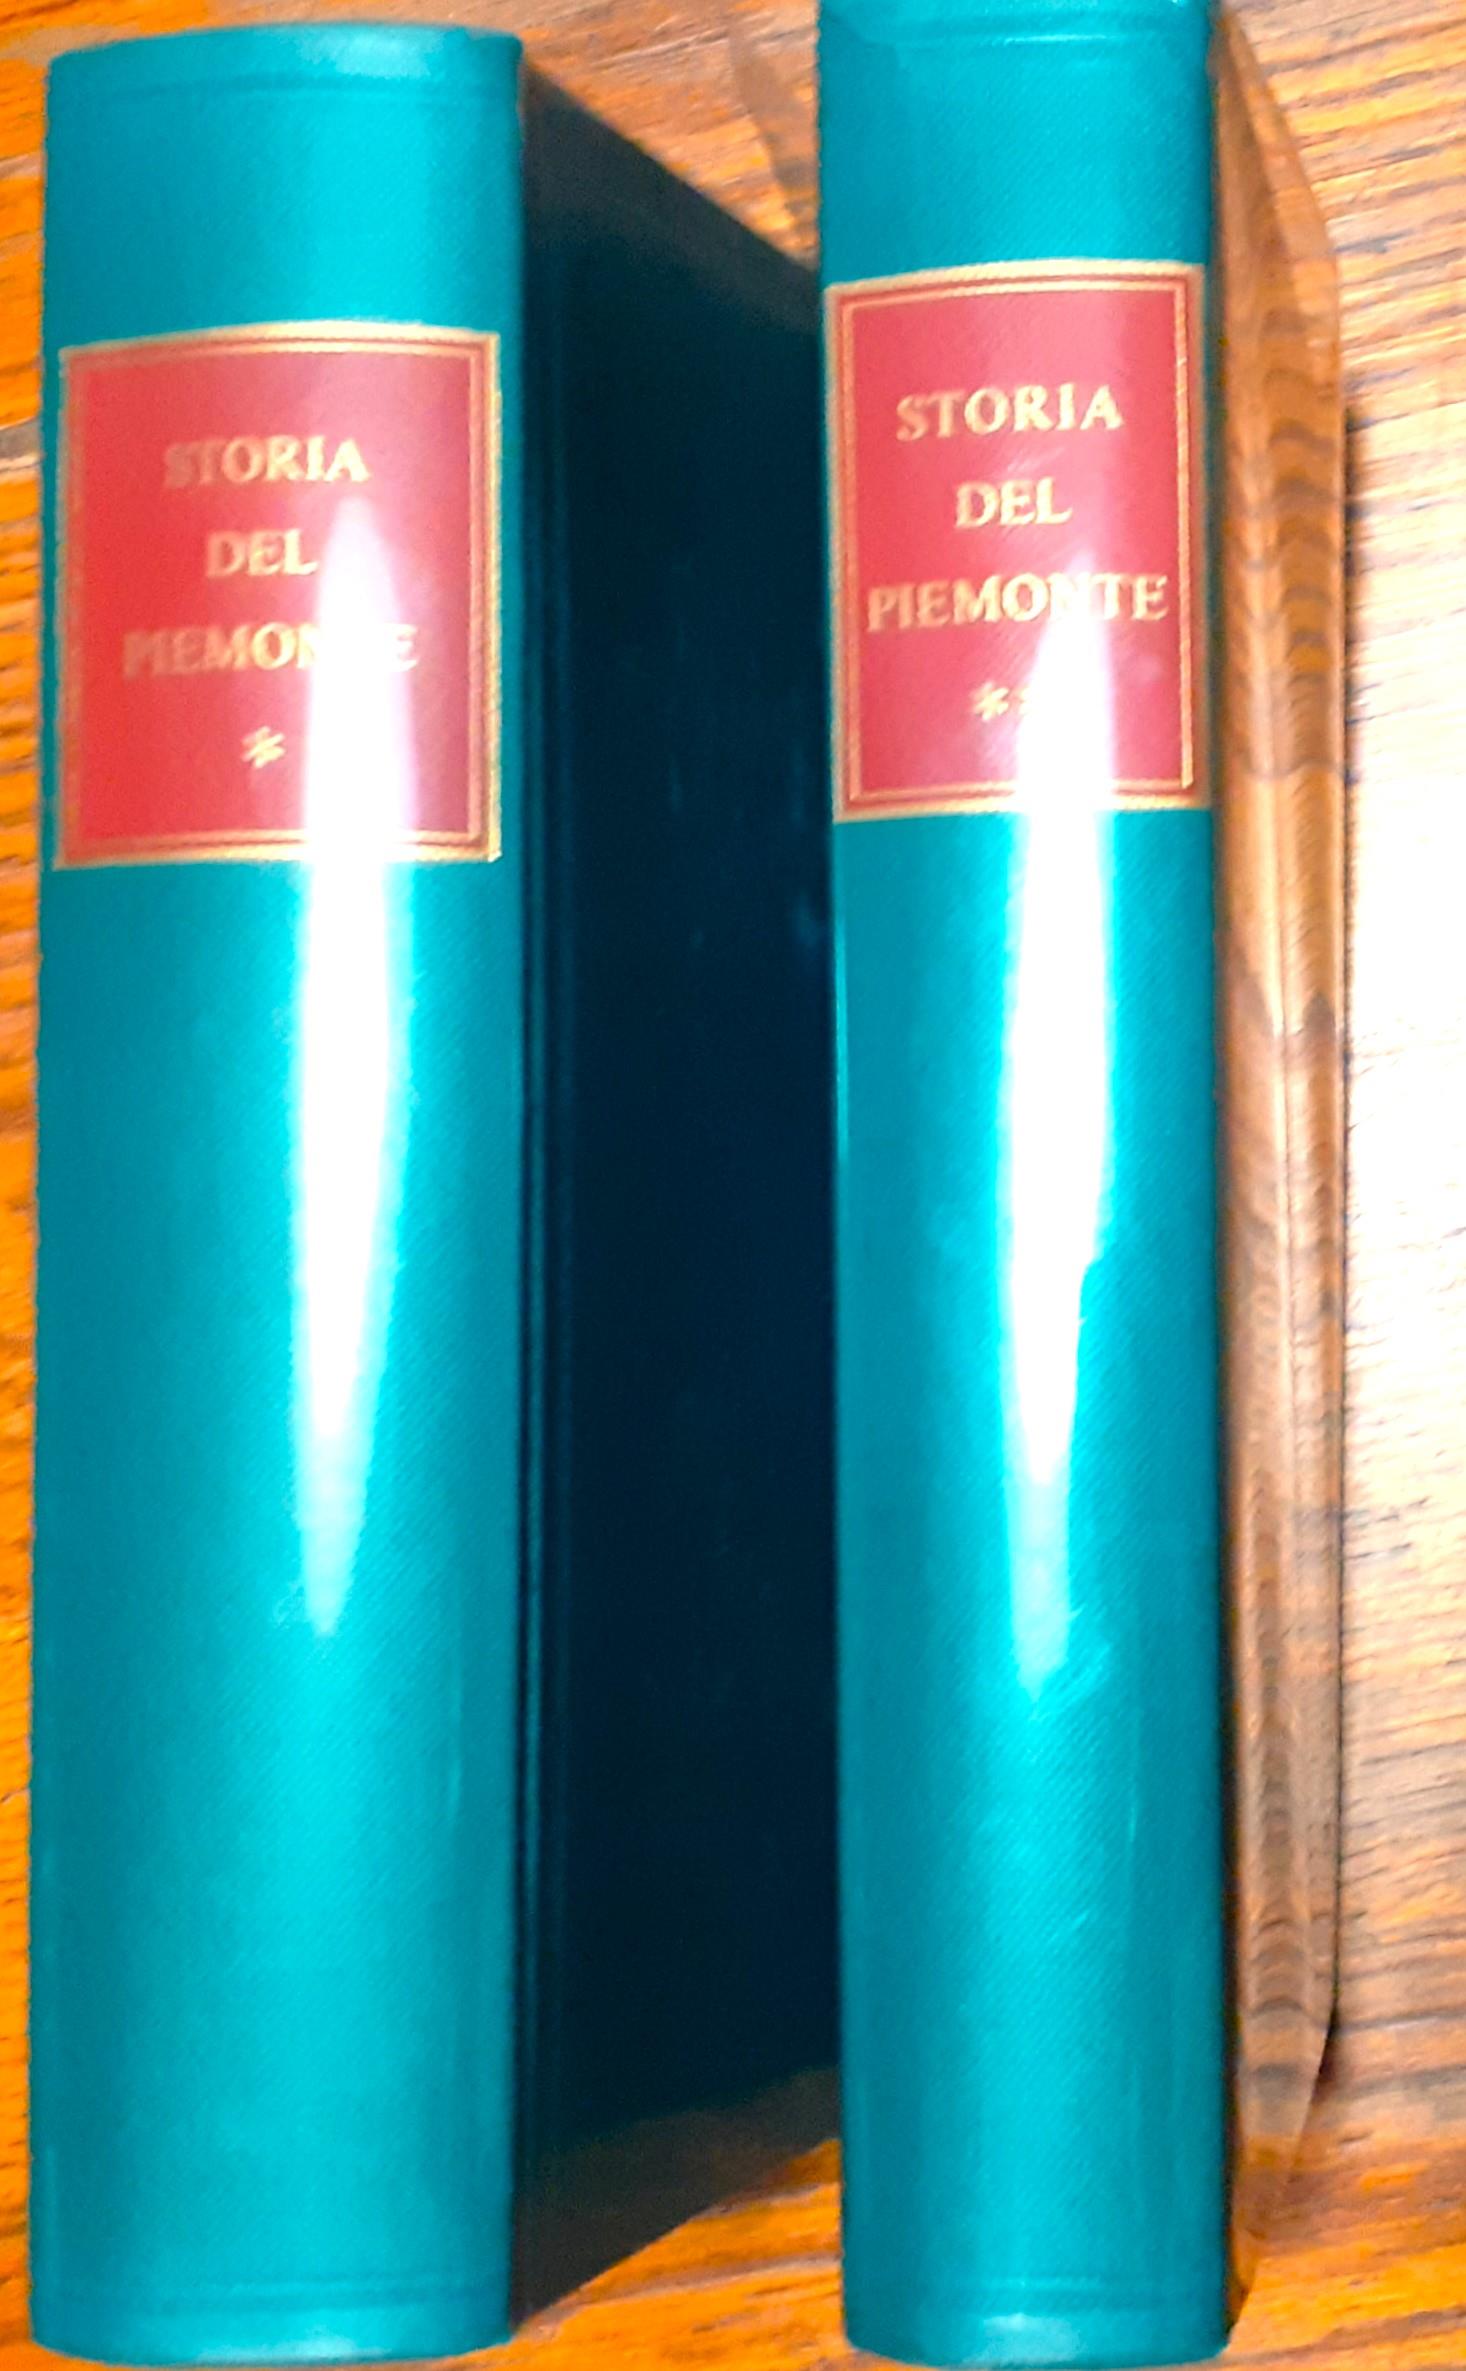 STORIA
DEL
PIEMONTE
*
STORIA
DEL
PIEMONTE
**